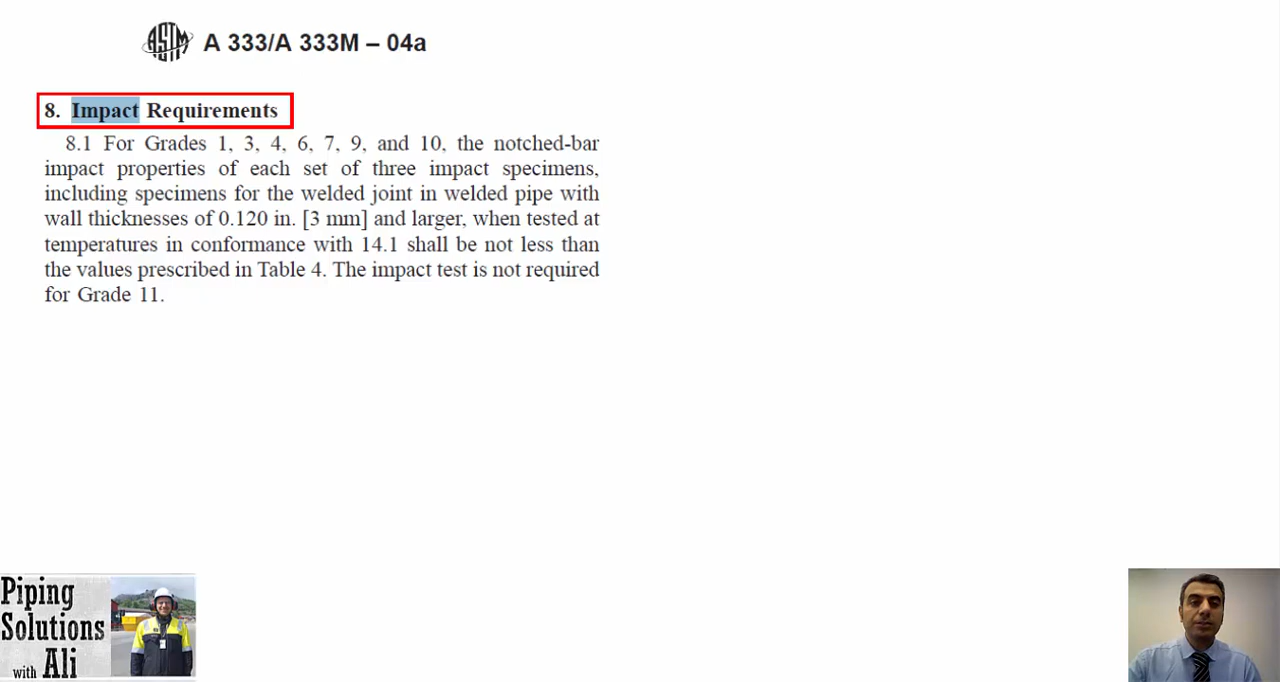 ASTM A 333/A 333M – 04a
8. Impact Requirements
8.1 For Grades 1, 3, 4, 6, 7, 9, and 10, the notched-bar
impact properties of each set of three impact specimens,
including specimens for the welded joint in welded pipe with
wall thicknesses of 0.120 in. [3 mm] and larger, when tested at
temperatures in conformance with 14.1 shall be not less than
the values prescribed in Table 4. The impact test is not required
for Grade 11.
Piping
Solutions
with Ali